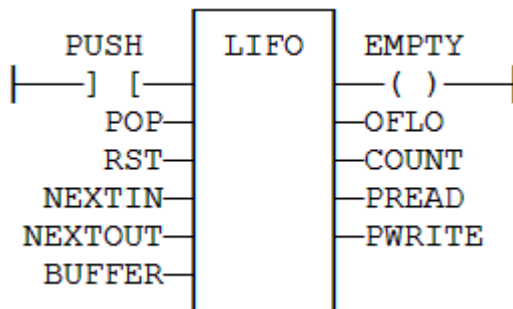 PUSH LIFO EMPTY
] [ ( )
POP OFLO
RST COUNT
NEXTIN PREAD
NEXTOUT PWRITE
BUFFER